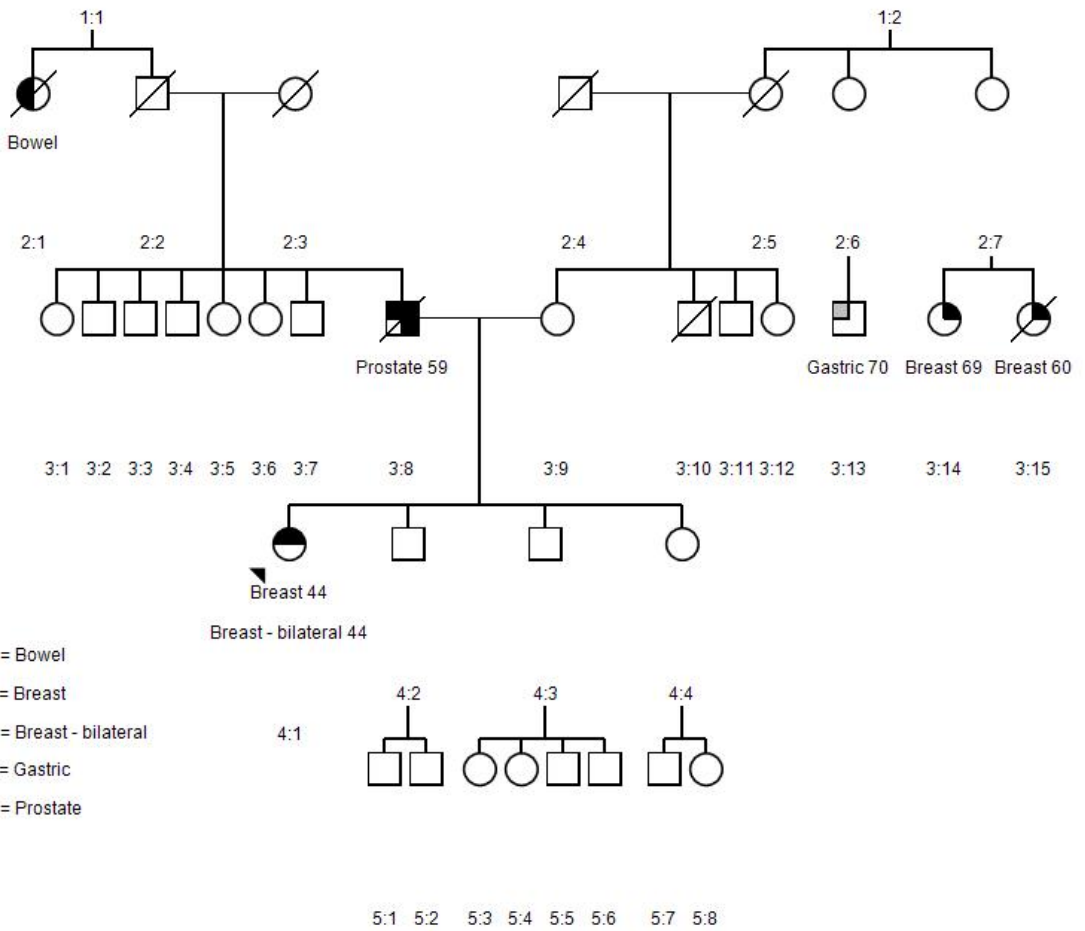 1:1 1:2
Bowel
2:1 2:2 2:3 2:4 2:5 2:6 2:7
Prostate 59 Gastric 70 Breast 69 Breast 60
3:1 3:2 3:3 3:4 3:5 3:6 3:7 3:8 3:9 3:10 3:11 3:12 3:13 3:14 3:15
Breast 44
Breast - bilateral 44
= Bowel
= Breast
= Breast - bilateral
= Gastric
= Prostate
4:1 4:2 4:3 4:4
5:1 5:2 5:3 5:4 5:5 5:6 5:7 5:8